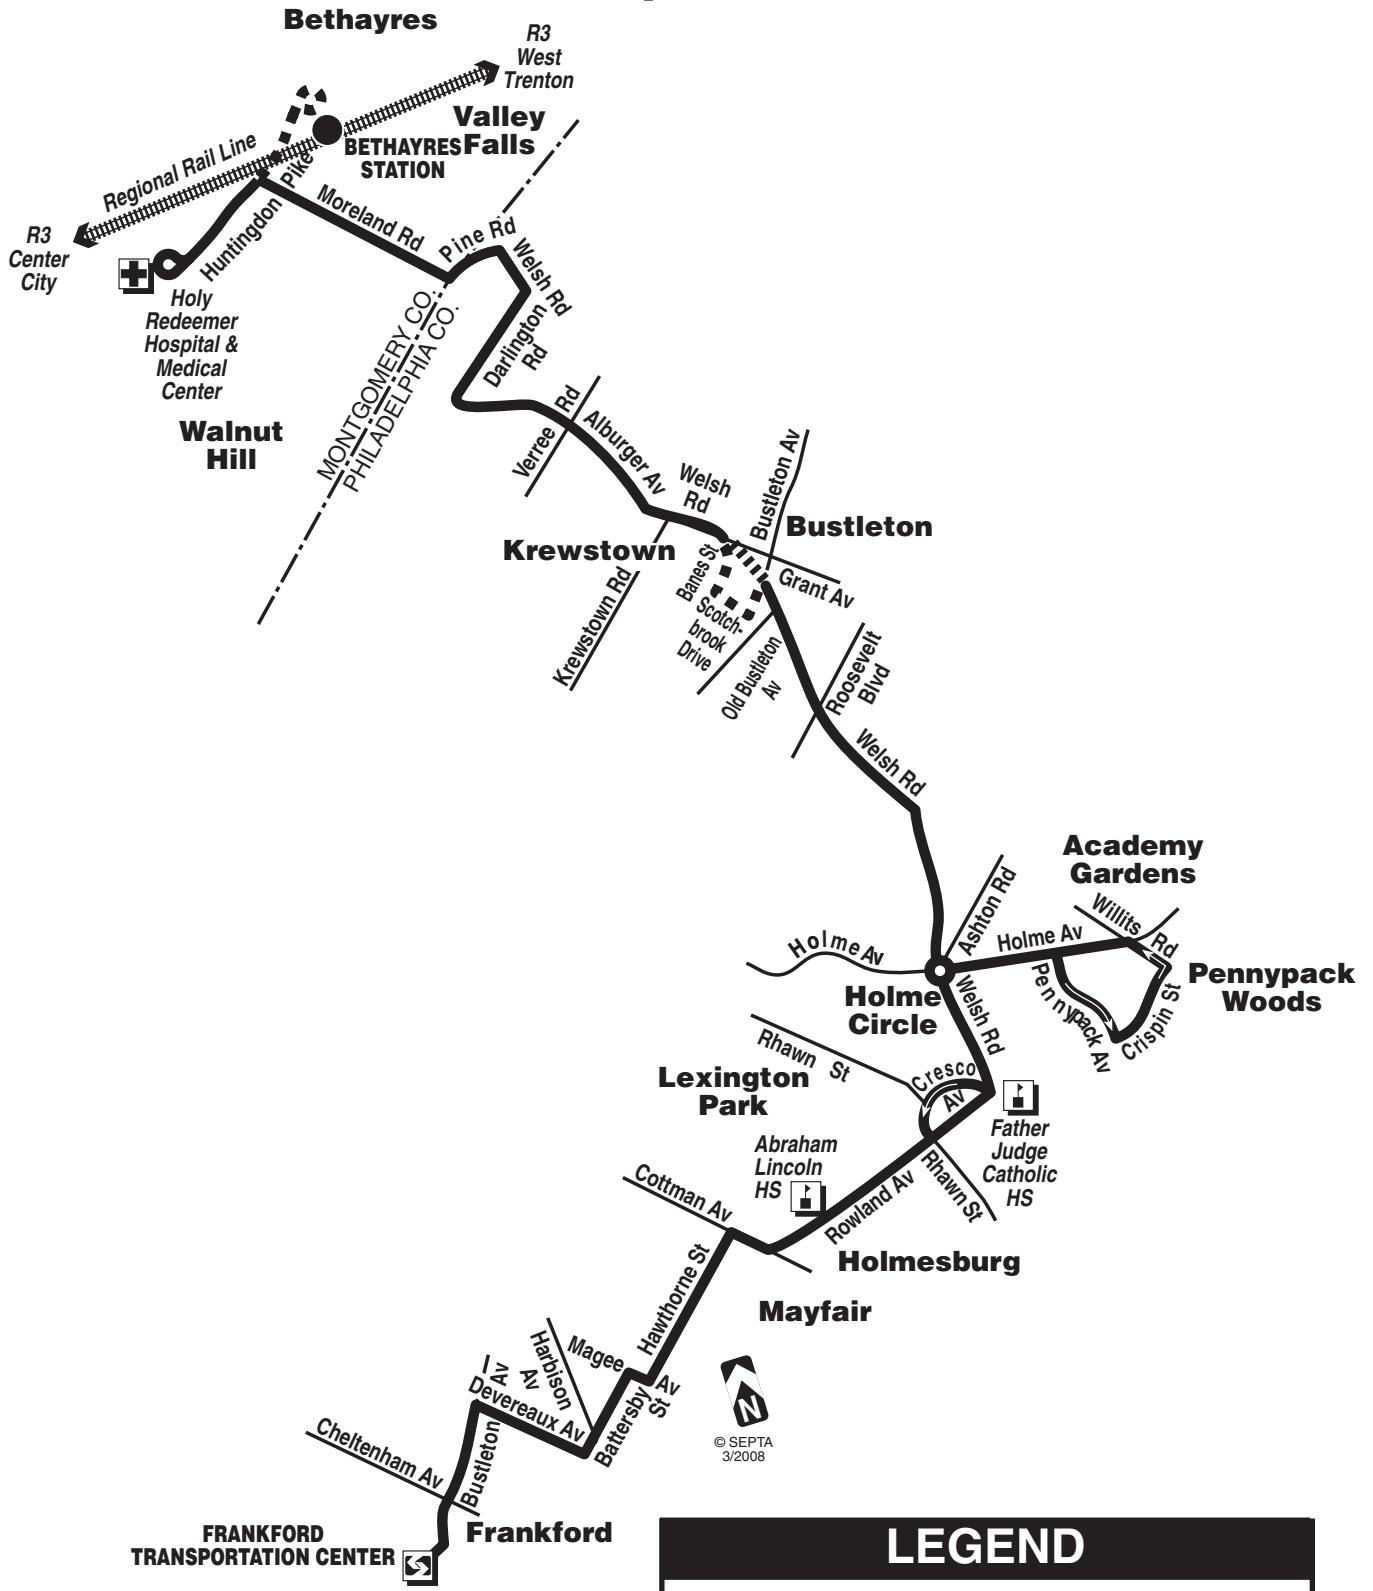 Bethayres
R3
West
Trenton
Valley
Falls
BETHAYRES
STATION
Regional Rail Line
R3
Center
City
Huntingdon Pike
Moreland Rd
Pine Rd
Welsh Rd
Holy
Redeemer
Hospital &
Medical
Center
MONTGOMERY CO.
PHILADELPHIA CO.
Darlington
Rd
Walnut
Hill
Verree Rd
Alburger Av
Welsh
Rd
Bustleton Av
Bustleton
Krewstown
Banes St
Grant Av
Krewstown Rd
Scotch-
brook
Drive
Old Bustleton
Av
Roosevelt
Blvd
Welsh Rd
Academy
Gardens
Ashton Rd
Willits Rd
Holme Av
Holme Av
Pennypack
Woods
Holme
Circle
Welsh Rd
Pennypack Av
Crispin St
Rhawn St
Cresco
Av
Lexington
Park
Father
Judge
Catholic
HS
Abraham
Lincoln
HS
Rhawn St
Cottman Av
Rowland Av
Holmesburg
Hawthorne St
Mayfair
Harbison
Av
Magee Av
Battersby
St
Devereaux Av
Bustleton Av
N
© SEPTA
3/2008
Cheltenham Av
Frankford
FRANKFORD
TRANSPORTATION CENTER
LEGEND